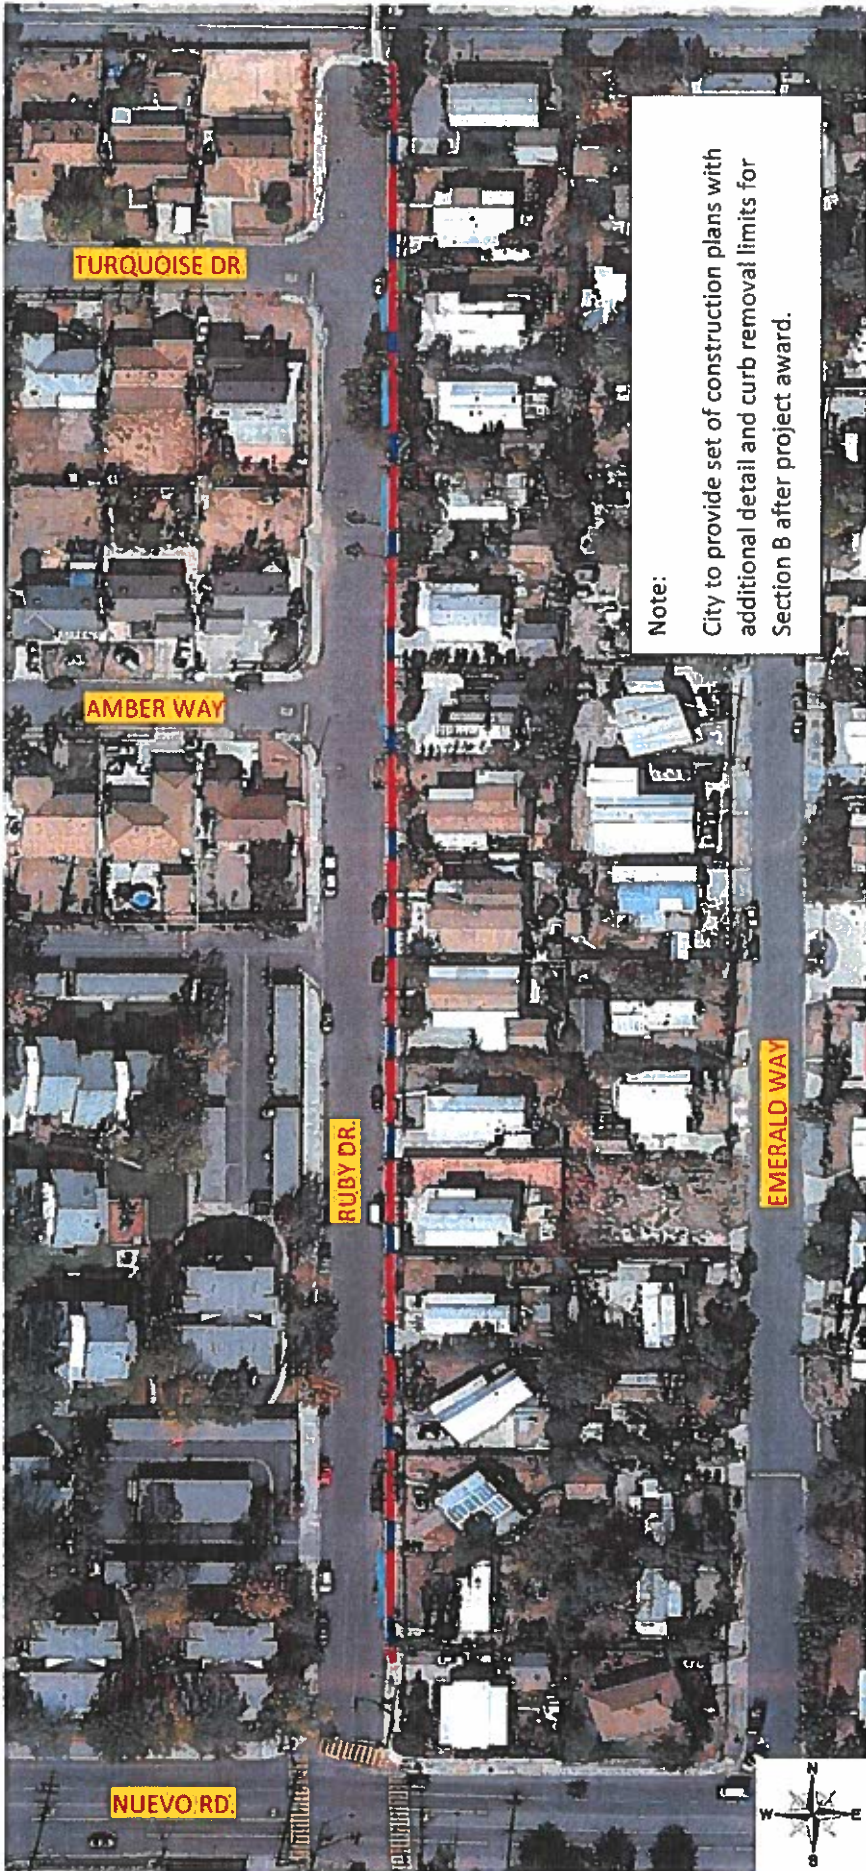 TURQUOISE DR
AMBER WAY
RUBY DR.
EMERALD WAY
NUEVO RD.
Note:
City to provide set of construction plans with
additional detail and curb removal limits for
Section B after project award.
N
W
E
S